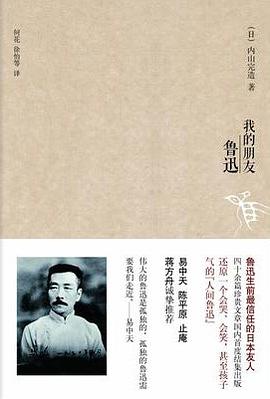 （日）内山完造 著
我的朋友
鲁迅
何花 徐怡等 译
鲁迅生前最信任的日本友人
四十余篇珍贵文章国内首度结集出版
还原一个会哭、会笑、甚至孩子
气的“人间鲁迅”
易中天 陈平原 止庵
蒋方舟诚挚推荐
伟大的鲁迅是孤独的，孤独的鲁迅需
要我们走近。——易中天